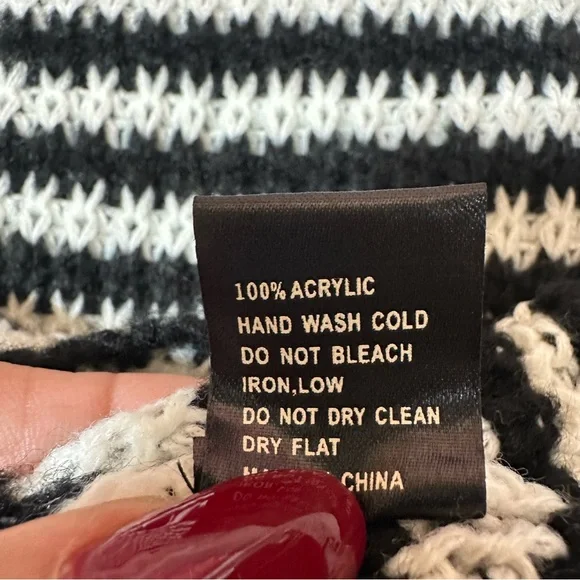 100% ACRYLIC
HAND WASH COLD
DO NOT BLEACH
IRON,LOW
DO NOT DRY CLEAN
DRY FLAT
CHINA